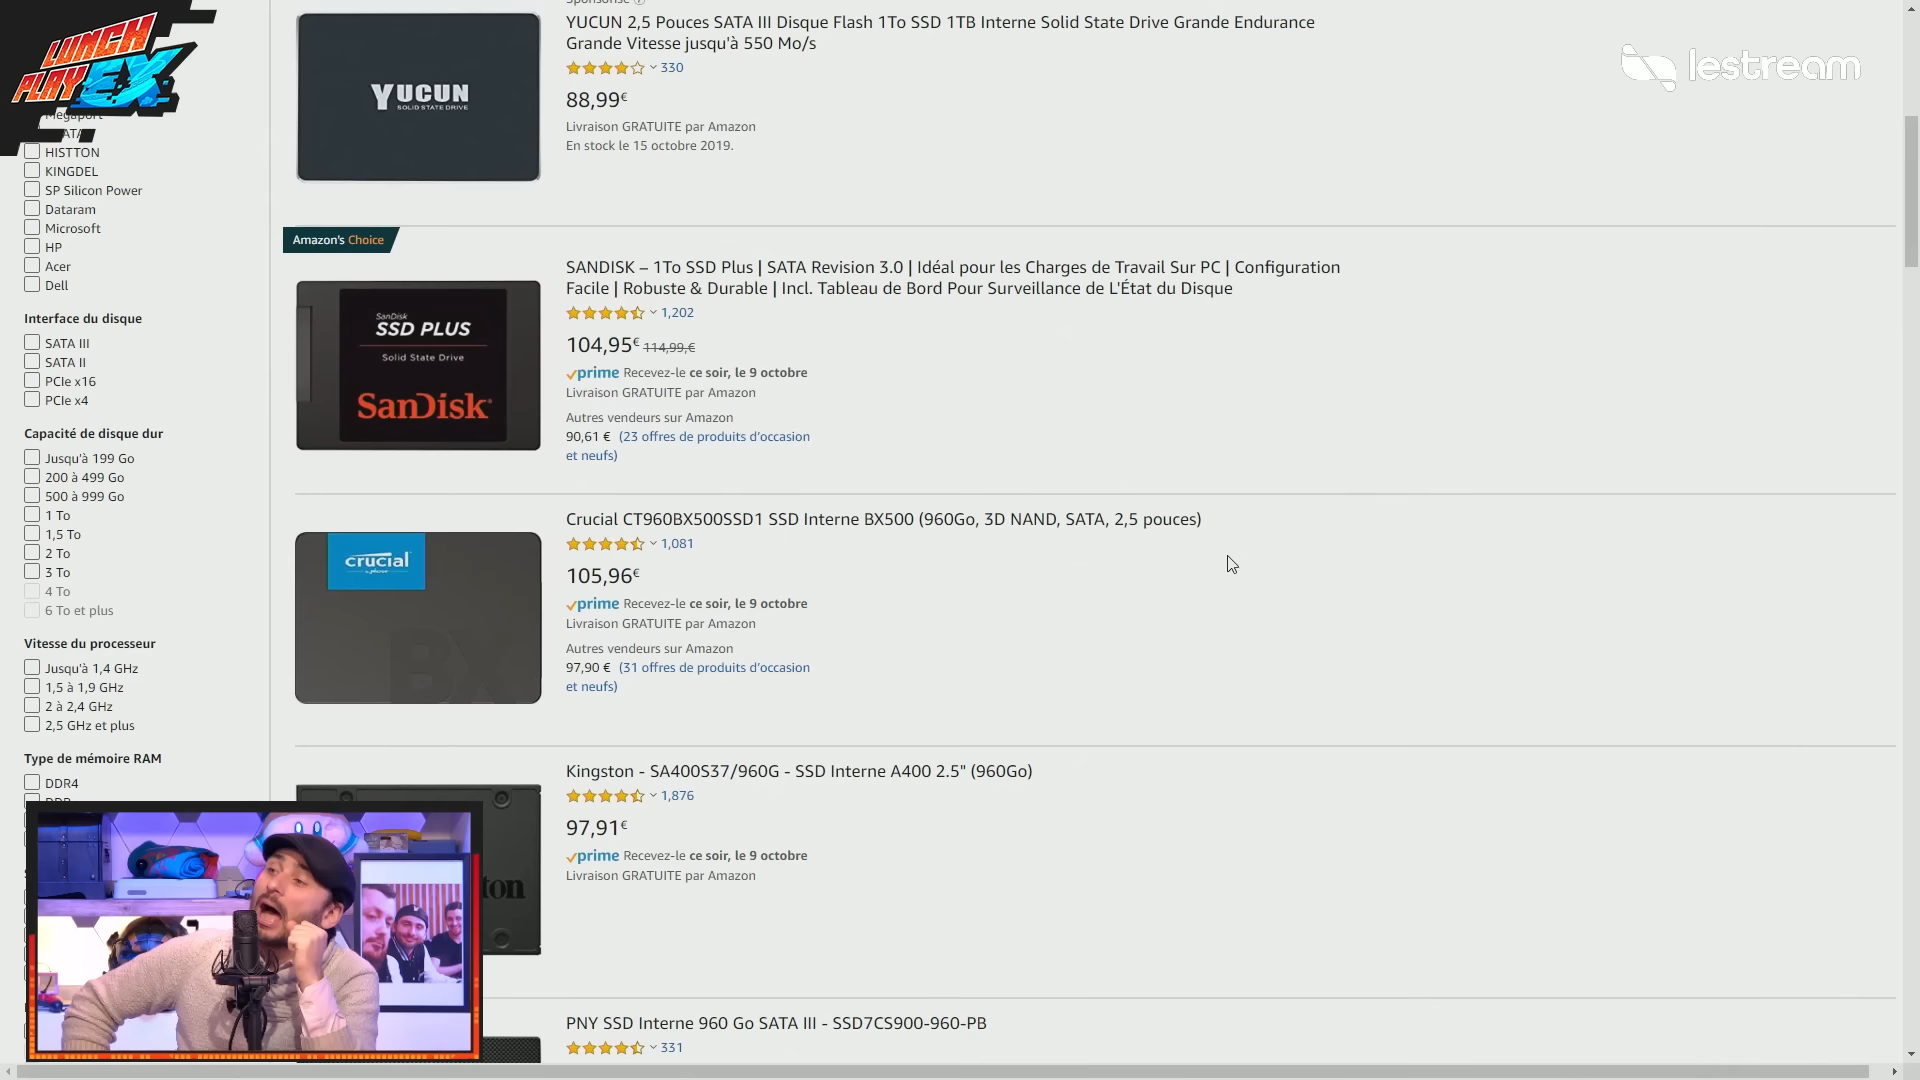 LUNCH
PLAY EX
lestream
YUCUN 2,5 Pouces SATA III Disque Flash 1To SSD 1TB Interne Solid State Drive Grande Endurance
Grande Vitesse jusqu'à 550 Mo/s
330
88,99€
Livraison GRATUITE par Amazon
En stock le 15 octobre 2019.
YUCUN
SOLID STATE DRIVE
HISTTON
KINGDEL
SP Silicon Power
Dataram
Microsoft
HP
Acer
Dell
Interface du disque
SATA III
SATA II
PCIe x16
PCIe x4
Capacité de disque dur
Jusqu'à 199 Go
200 à 499 Go
500 à 999 Go
1 To
1,5 To
2 To
3 To
4 To
6 To et plus
Vitesse du processeur
Jusqu'à 1,4 GHz
1,5 à 1,9 GHz
2 à 2,4 GHz
2,5 GHz et plus
Type de mémoire RAM
DDR4
Amazon's Choice
SanDisk
SSD PLUS
Solid State Drive
SanDisk
SANDISK – 1To SSD Plus | SATA Revision 3.0 | Idéal pour les Charges de Travail Sur PC | Configuration
Facile | Robuste & Durable | Incl. Tableau de Bord Pour Surveillance de L'État du Disque
1,202
104,95€ 114,99,€
prime Recevez-le ce soir, le 9 octobre
Livraison GRATUITE par Amazon
Autres vendeurs sur Amazon
90,61 € (23 offres de produits d'occasion
et neufs)
crucial
BX
Crucial CT960BX500SSD1 SSD Interne BX500 (960Go, 3D NAND, SATA, 2,5 pouces)
1,081
105,96€
prime Recevez-le ce soir, le 9 octobre
Livraison GRATUITE par Amazon
Autres vendeurs sur Amazon
97,90 € (31 offres de produits d'occasion
et neufs)
Kingston - SA400S37/960G - SSD Interne A400 2.5" (960Go)
1,876
97,91€
prime Recevez-le ce soir, le 9 octobre
Livraison GRATUITE par Amazon
ton
PNY SSD Interne 960 Go SATA III - SSD7CS900-960-PB
331